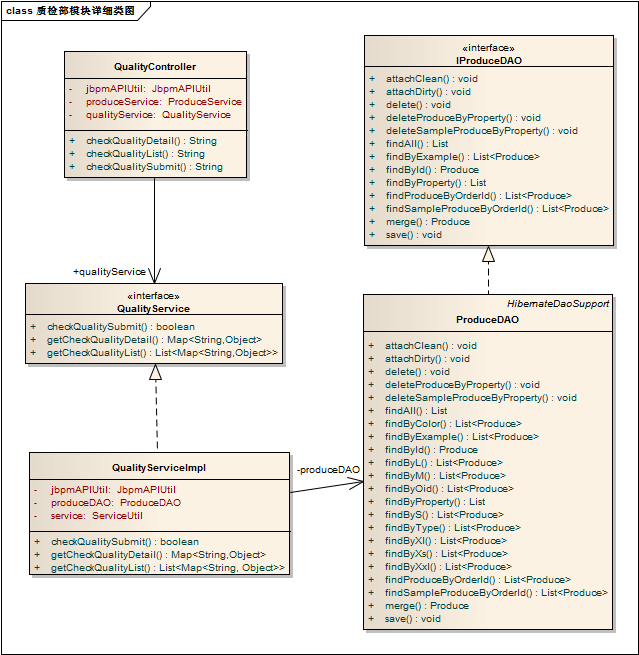 class 质检部模块详细类图
QualityController
- jbpmAPIUtil: JbpmAPIUtil
- produceService: ProduceService
- qualityService: QualityService
+ checkQualityDetail() : String
+ checkQualityList() : String
+ checkQualitySubmit() : String
+qualityService
«interface»
QualityService
+ checkQualitySubmit() : boolean
+ getCheckQualityDetail() : Map<String,Object>
+ getCheckQualityList() : List<Map<String,Object>>
QualityServiceImpl
- jbpmAPIUtil: JbpmAPIUtil
- produceDAO: ProduceDAO
- service: ServiceUtil
+ checkQualitySubmit() : boolean
+ getCheckQualityDetail() : Map<String,Object>
+ getCheckQualityList() : List<Map<String, Object>>
-produceDAO
«interface»
IProduceDAO
+ attachClean() : void
+ attachDirty() : void
+ delete() : void
+ deleteProduceByProperty() : void
+ deleteSampleProduceByProperty() : void
+ findAll() : List
+ findByExample() : List<Produce>
+ findById() : Produce
+ findByProperty() : List
+ findProduceByOrderId() : List<Produce>
+ findSampleProduceByOrderId() : List<Produce>
+ merge() : Produce
+ save() : void
HibernateDaoSupport
ProduceDAO
+ attachClean() : void
+ attachDirty() : void
+ delete() : void
+ deleteProduceByProperty() : void
+ deleteSampleProduceByProperty() : void
+ findAll() : List
+ findByColor() : List<Produce>
+ findByExample() : List<Produce>
+ findById() : Produce
+ findByL() : List<Produce>
+ findByM() : List<Produce>
+ findByOid() : List<Produce>
+ findByProperty() : List
+ findByS() : List<Produce>
+ findByType() : List<Produce>
+ findByXl() : List<Produce>
+ findByXs() : List<Produce>
+ findByXxl() : List<Produce>
+ findProduceByOrderId() : List<Produce>
+ findSampleProduceByOrderId() : List<Produce>
+ merge() : Produce
+ save() : void